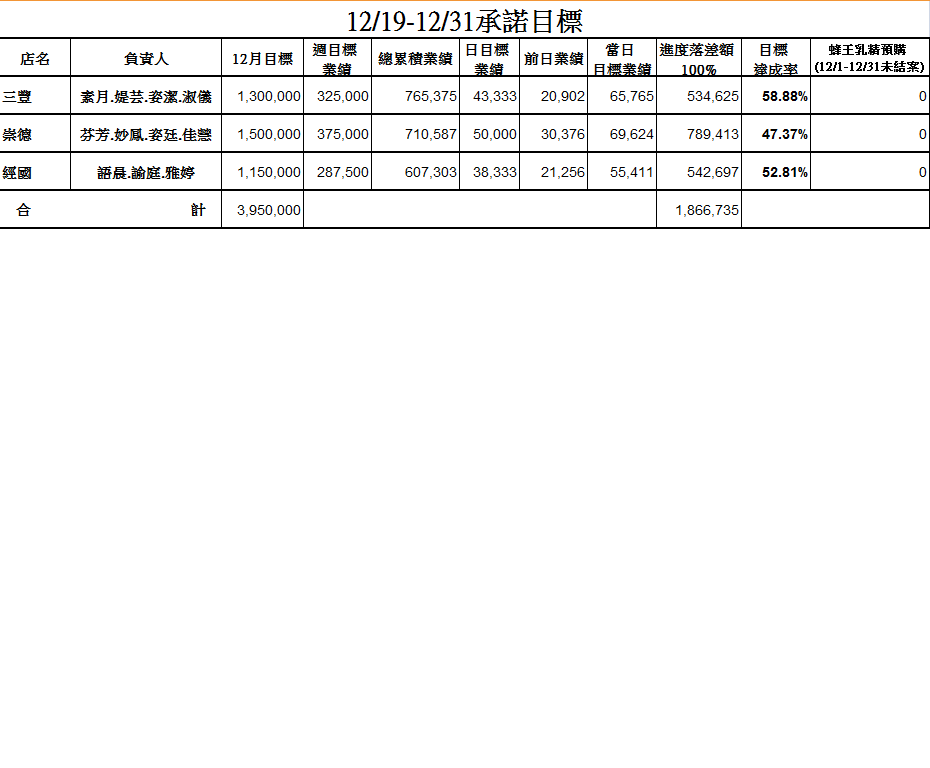 12/19-12/31承諾目標
店名 負責人 12月目標 週目標業績 總累積業績 日目標業績 前日業績 當日目標業績 進度落差額100% 目標達成率 蜂王乳精預購(12/1-12/31未結案)
三豐 素月.媞芸.姿潔.淑儀 1,300,000 325,000 765,375 43,333 20,902 65,765 534,625 58.88% 0
崇德 芬芳.妙鳳.姿廷.佳慧 1,500,000 375,000 710,587 50,000 30,376 69,624 789,413 47.37% 0
經國 語晨.諭庭.雅婷 1,150,000 287,500 607,303 38,333 21,256 55,411 542,697 52.81% 0
合計 3,950,000 1,866,735